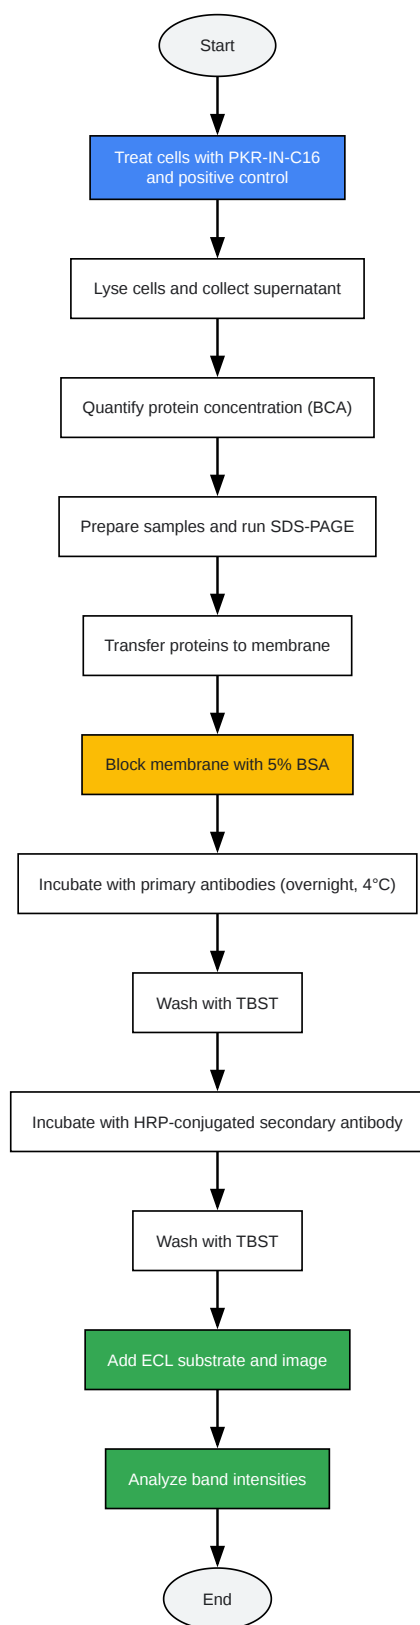 Start
Treat cells with PKR-IN-C16
and positive control
Lyse cells and collect supernatant
Quantify protein concentration (BCA)
Prepare samples and run SDS-PAGE
Transfer proteins to membrane
Block membrane with 5% BSA
Incubate with primary antibodies (overnight, 4°C)
Wash with TBST
Incubate with HRP-conjugated secondary antibody
Wash with TBST
Add ECL substrate and image
Analyze band intensities
End